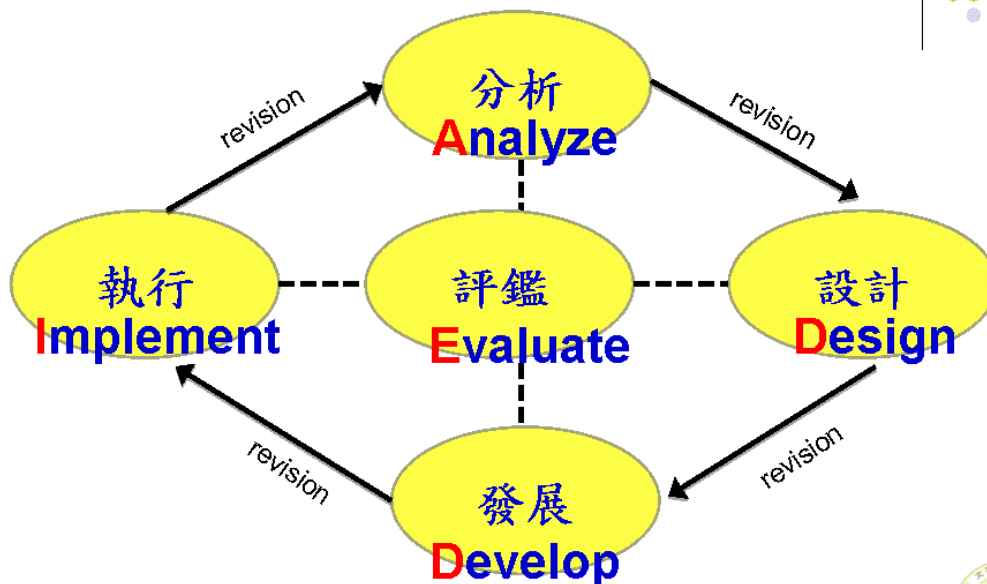 分析
Analyze
revision
revision
執行
Implement
評鑑
Evaluate
設計
Design
revision
revision
發展
Develop